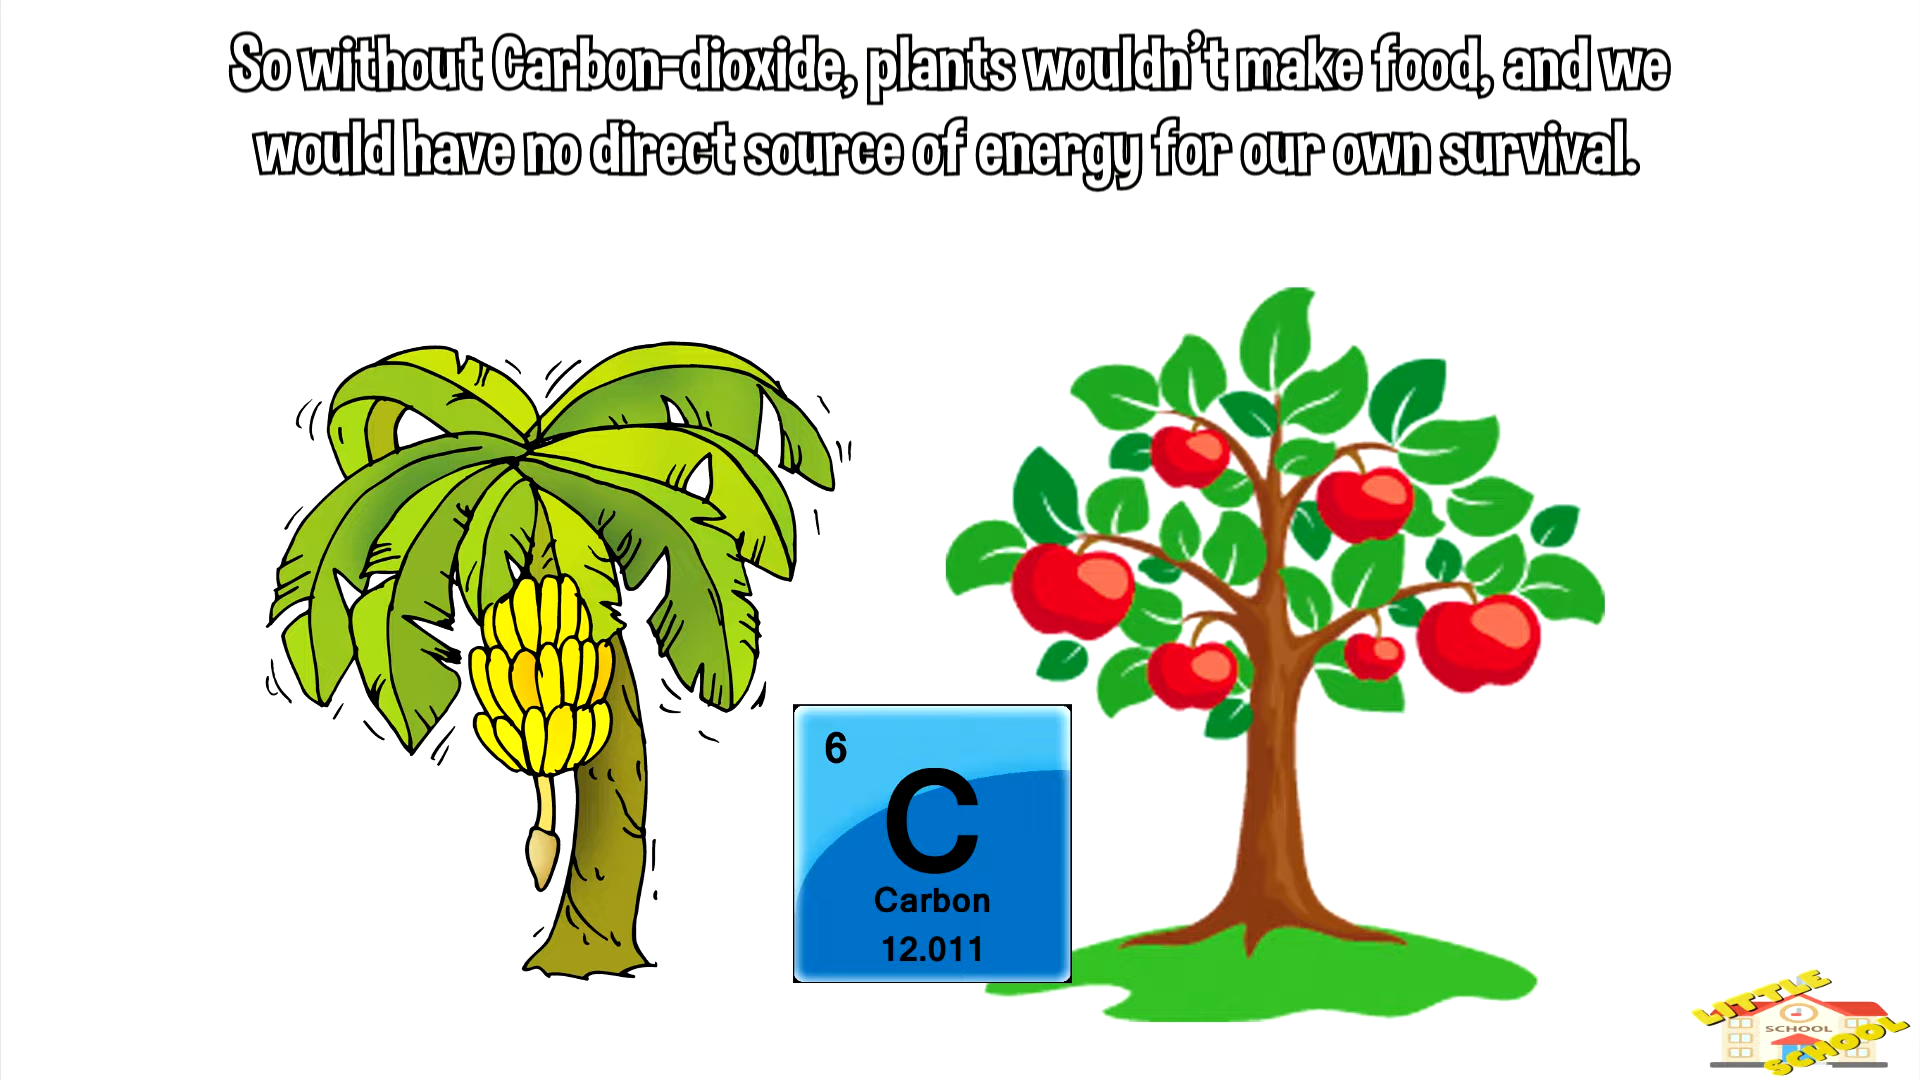 So without Carbon-dioxide, plants wouldn't make food, and we
would have no direct source of energy for our own survival.
6
C
Carbon
12.011
LITTLE
SCHOOL
SCHOOL